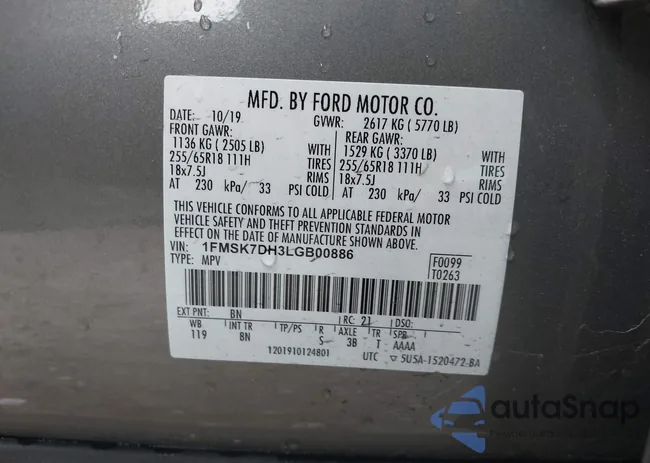 MFD. BY FORD MOTOR CO.
DATE: 10/19 GVWR: 2617 KG ( 5770 LB)
FRONT GAWR: REAR GAWR:
1136 KG ( 2505 LB) WITH 1529 KG ( 3370 LB) WITH
255/65R18 111H TIRES 255/65R18 111H TIRES
18x7.5J RIMS 18x7.5J RIMS
AT 230 kPa/ 33 PSI COLD AT 230 kPa/ 33 PSI COLD
THIS VEHICLE CONFORMS TO ALL APPLICABLE FEDERAL MOTOR
VEHICLE SAFETY AND THEFT PREVENTION STANDARDS IN
EFFECT ON THE DATE OF MANUFACTURE SHOWN ABOVE.
VIN: 1FMSK7DH3LGB00886 F0099
TYPE: MPV T0263
EXT PNT: BN RC: 21 DSO:
WB INT TR TP/PS R AXLE TR SPR
119 BN S 3B T AAAA
1201910124801 UTC ▽ 5USA-1520472-BA
autoSnap